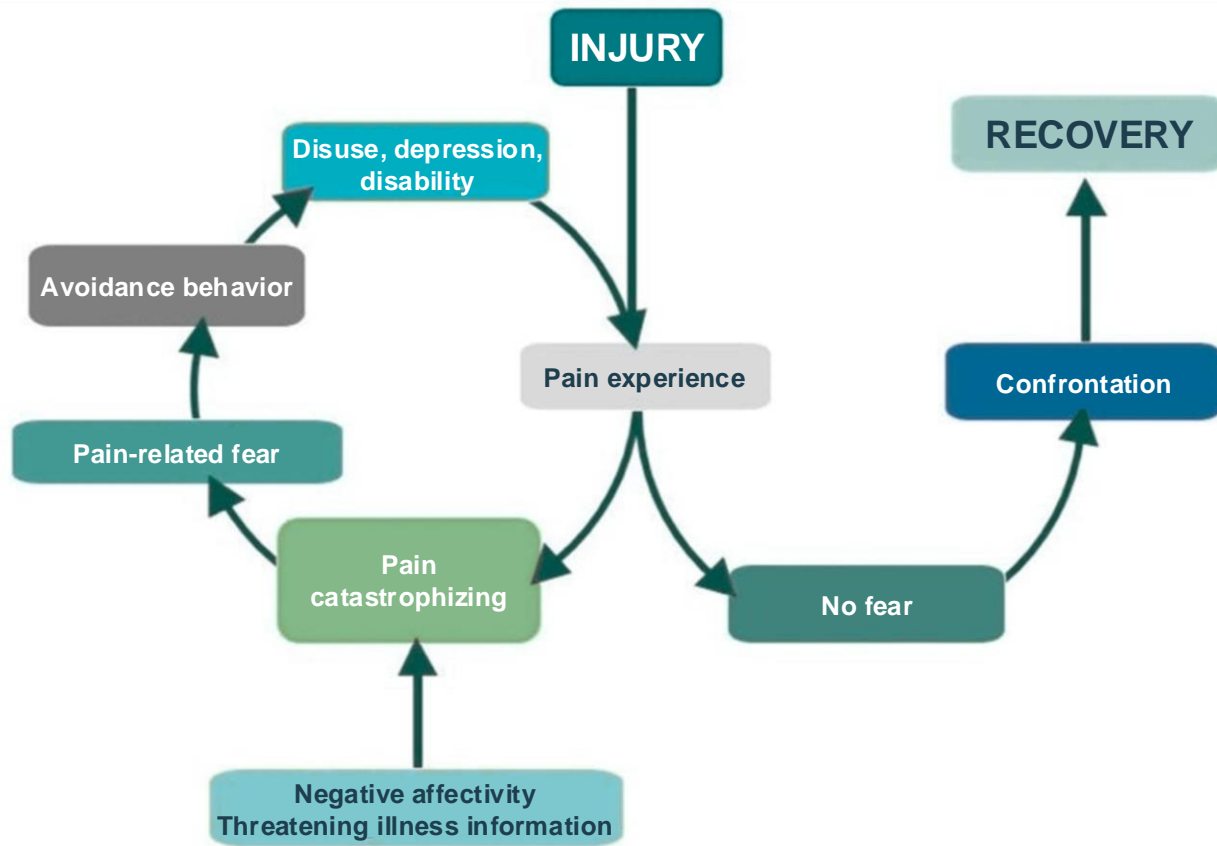 INJURY
RECOVERY
Disuse, depression,
disability
Avoidance behavior
Pain experience
Confrontation
Pain-related fear
Pain
catastrophizing
No fear
Negative affectivity
Threatening illness information